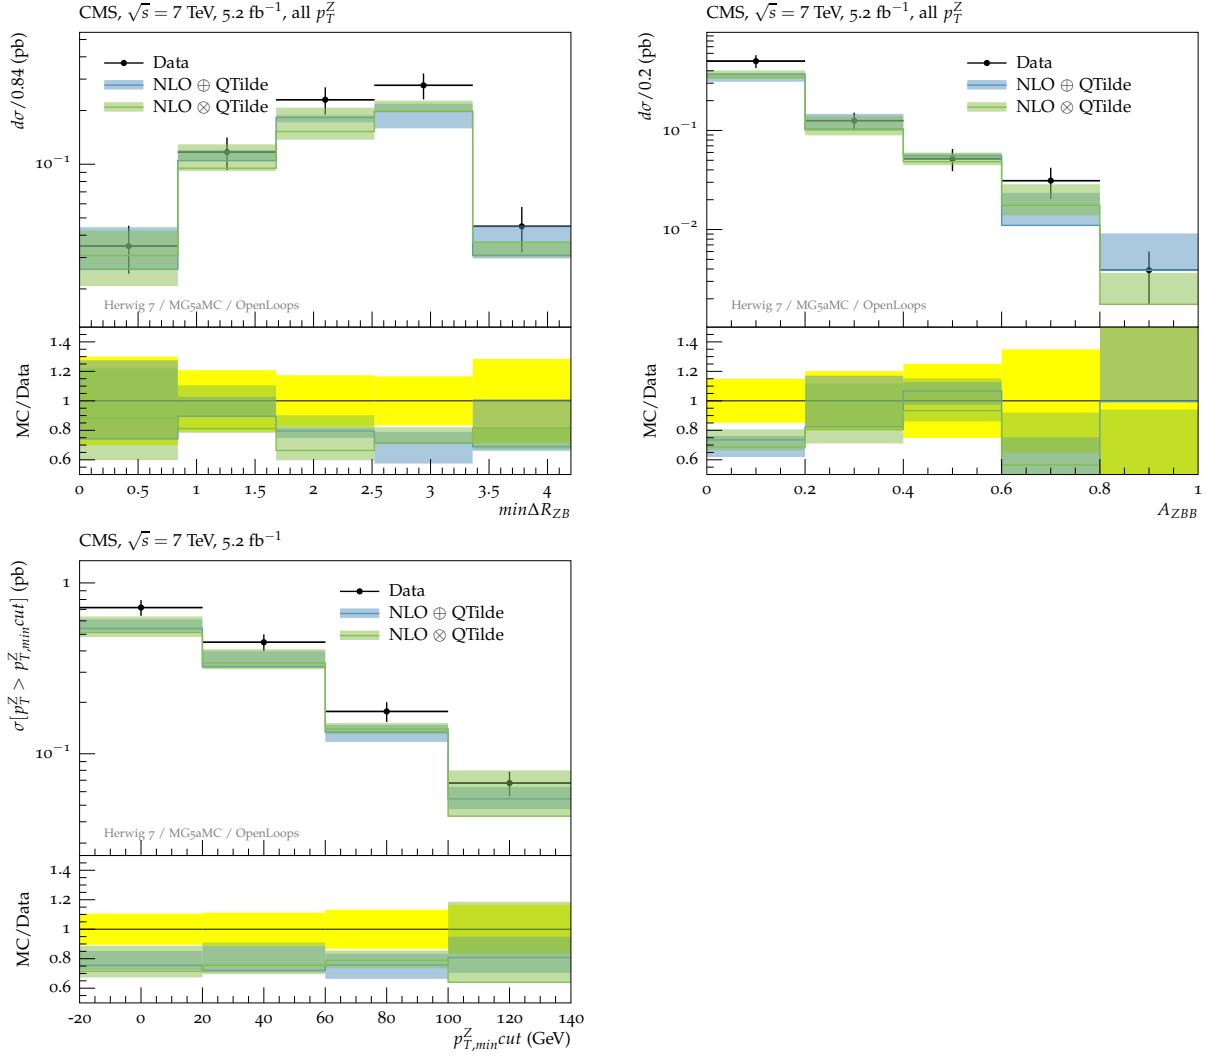 CMS, √s = 7 TeV, 5.2 fb⁻¹, all p_T^Z
dσ/0.84 (pb)
Data
NLO ⊕ QTilde
NLO ⊗ QTilde
10⁻¹
Herwig 7 / MG5aMC / OpenLoops
MC/Data
1.4
1.2
1
0.8
0.6
0 0.5 1 1.5 2 2.5 3 3.5 4
min∆R_ZB
CMS, √s = 7 TeV, 5.2 fb⁻¹, all p_T^Z
dσ/0.2 (pb)
Data
NLO ⊕ QTilde
NLO ⊗ QTilde
10⁻¹
10⁻²
Herwig 7 / MG5aMC / OpenLoops
MC/Data
1.4
1.2
1
0.8
0.6
0 0.2 0.4 0.6 0.8 1
A_ZBB
CMS, √s = 7 TeV, 5.2 fb⁻¹
σ[p_T^Z > p_{T,min}^Z cut] (pb)
1
Data
NLO ⊕ QTilde
NLO ⊗ QTilde
10⁻¹
Herwig 7 / MG5aMC / OpenLoops
MC/Data
1.4
1.2
1
0.8
0.6
-20 0 20 40 60 80 100 120 140
p_{T,min}^Z cut (GeV)